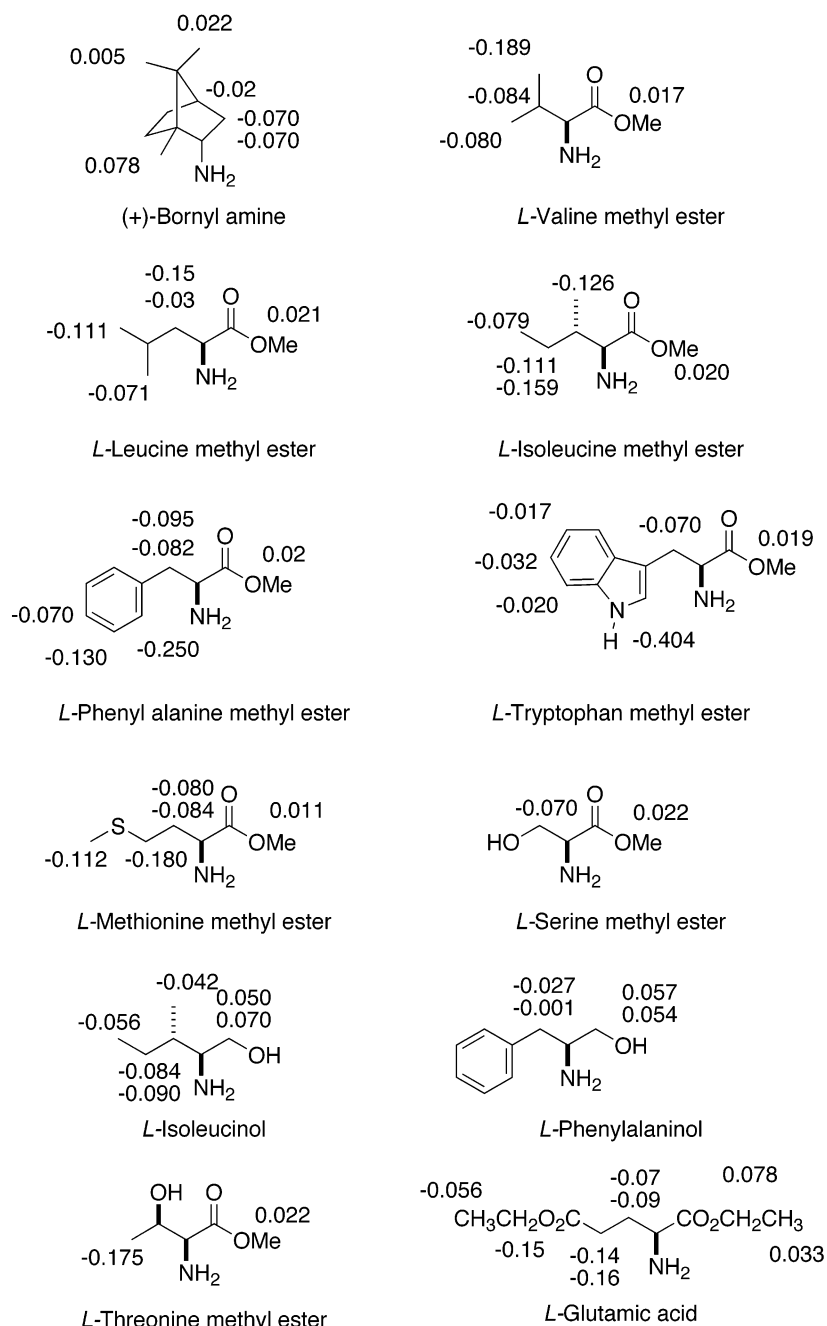 0.022
0.005
-0.02
-0.070
-0.070
0.078
NH2
(+)-Bornyl amine
-0.189
-0.084
-0.080
O
0.017
OMe
NH2
L-Valine methyl ester
-0.15
-0.03
O
0.021
-0.111
OMe
NH2
-0.071
L-Leucine methyl ester
-0.126
O
-0.079
OMe
-0.111
-0.159
NH2
0.020
L-Isoleucine methyl ester
-0.095
-0.082
O
0.02
OMe
-0.070
NH2
-0.130
-0.250
L-Phenyl alanine methyl ester
-0.017
-0.070
O
0.019
-0.032
OMe
-0.020
N
NH2
H
-0.404
L-Tryptophan methyl ester
-0.080
-0.084
O
0.011
S
OMe
-0.112
-0.180
NH2
L-Methionine methyl ester
-0.070
O
0.022
HO
OMe
NH2
L-Serine methyl ester
-0.042
0.050
0.070
-0.056
OH
-0.084
-0.090
NH2
L-Isoleucinol
-0.027
-0.001
0.057
0.054
OH
NH2
L-Phenylalaninol
OH
O
0.022
OMe
-0.175
NH2
L-Threonine methyl ester
-0.07
-0.09
0.078
-0.056
CH3CH2O2C
CO2CH2CH3
-0.15
-0.14
-0.16
NH2
0.033
L-Glutamic acid